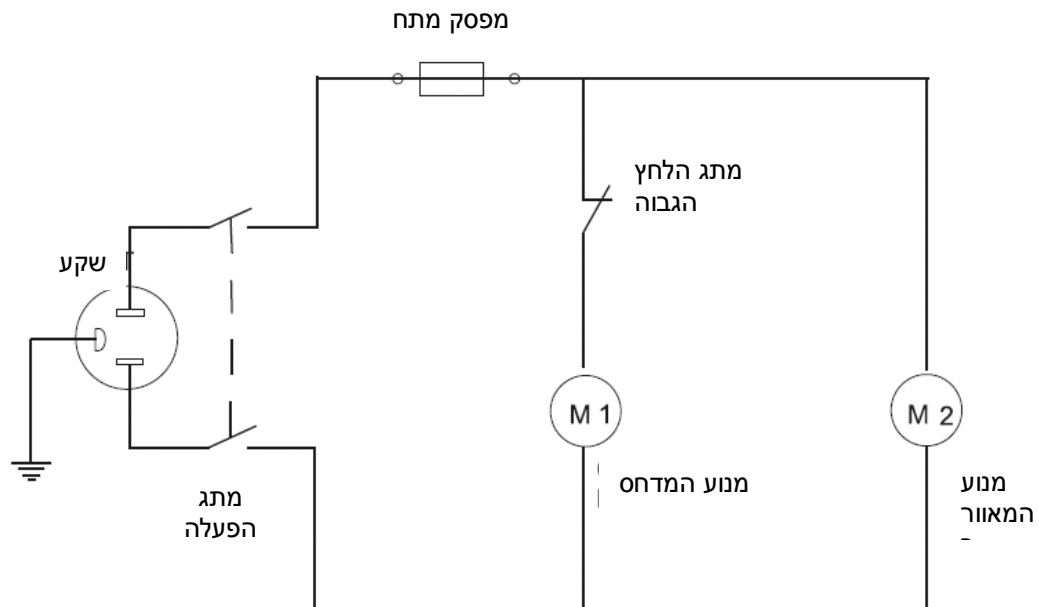 מפסק מתח
מתג הלחץ
הגבוה
שקע
M 1
M 2
מנוע המדחס
מנוע
המאוור
מתג
הפעלה